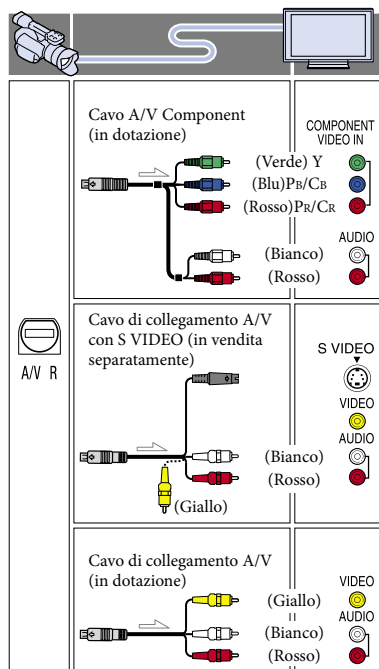 Cavo A/V Component
(in dotazione)
COMPONENT
VIDEO IN
(Verde) Y
(Blu)PB/CB
(Rosso)PR/CR
AUDIO
(Bianco)
(Rosso)
A/V R
Cavo di collegamento A/V
con S VIDEO (in vendita
separatamente)
S VIDEO
VIDEO
AUDIO
(Bianco)
(Rosso)
(Giallo)
Cavo di collegamento A/V
(in dotazione)
VIDEO
(Giallo)
AUDIO
(Bianco)
(Rosso)